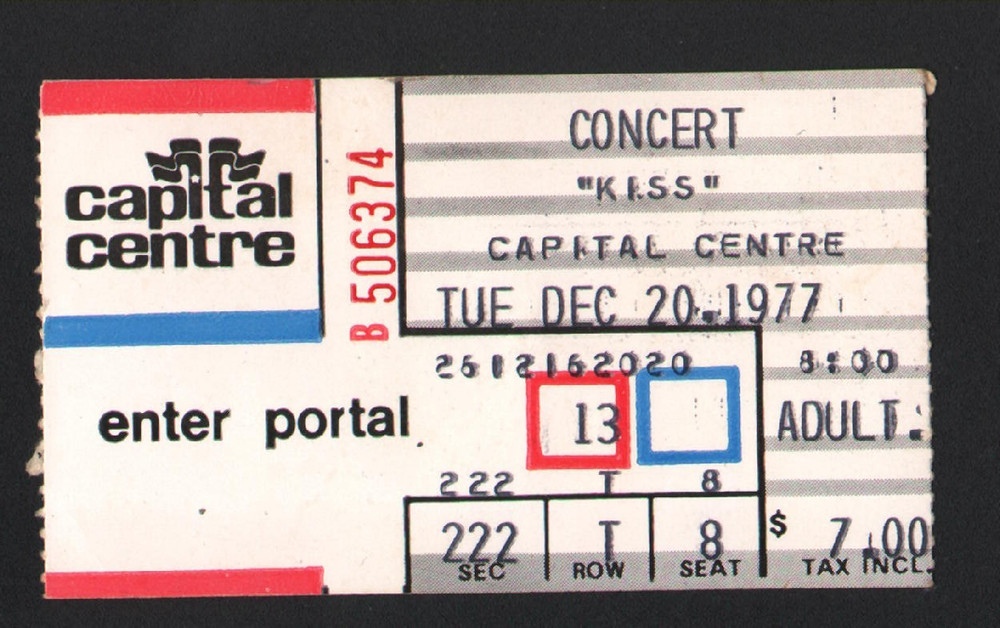 capital
centre
B 506374
CONCERT
"KISS"
CAPITAL CENTRE
TUE DEC 20.1977
2612162020
8:00
enter portal
13
ADULT
222 T 8
222 T 8
$ 7.00
SEC ROW SEAT
TAX INCL.